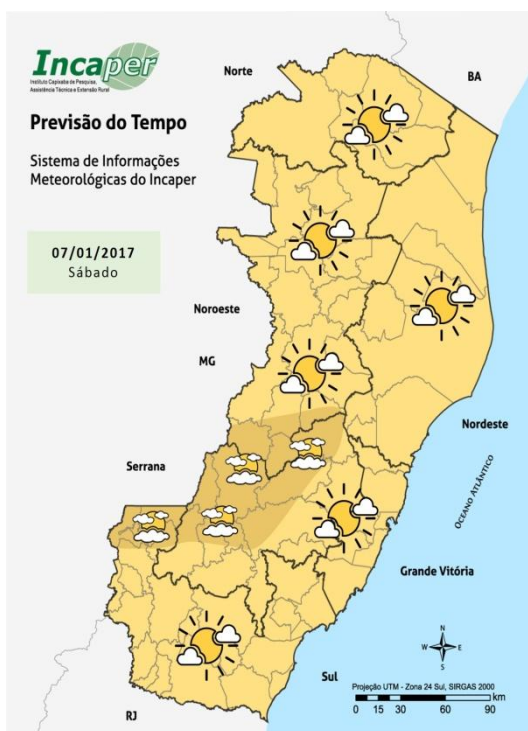 Incaper
Instituto Capixaba de Pesquisa,
Assistência Técnica e Extensão Rural
Previsão do Tempo
Sistema de Informações
Meteorológicas do Incaper
07/01/2017
Sábado
Norte
BA
Noroeste
MG
Nordeste
Serrana
OCEANO ATLÂNTICO
Grande Vitória
N
W E
S
Sul
RJ
Projeção UTM - Zona 24 Sul, SIRGAS 2000
km
0 15 30 60 90